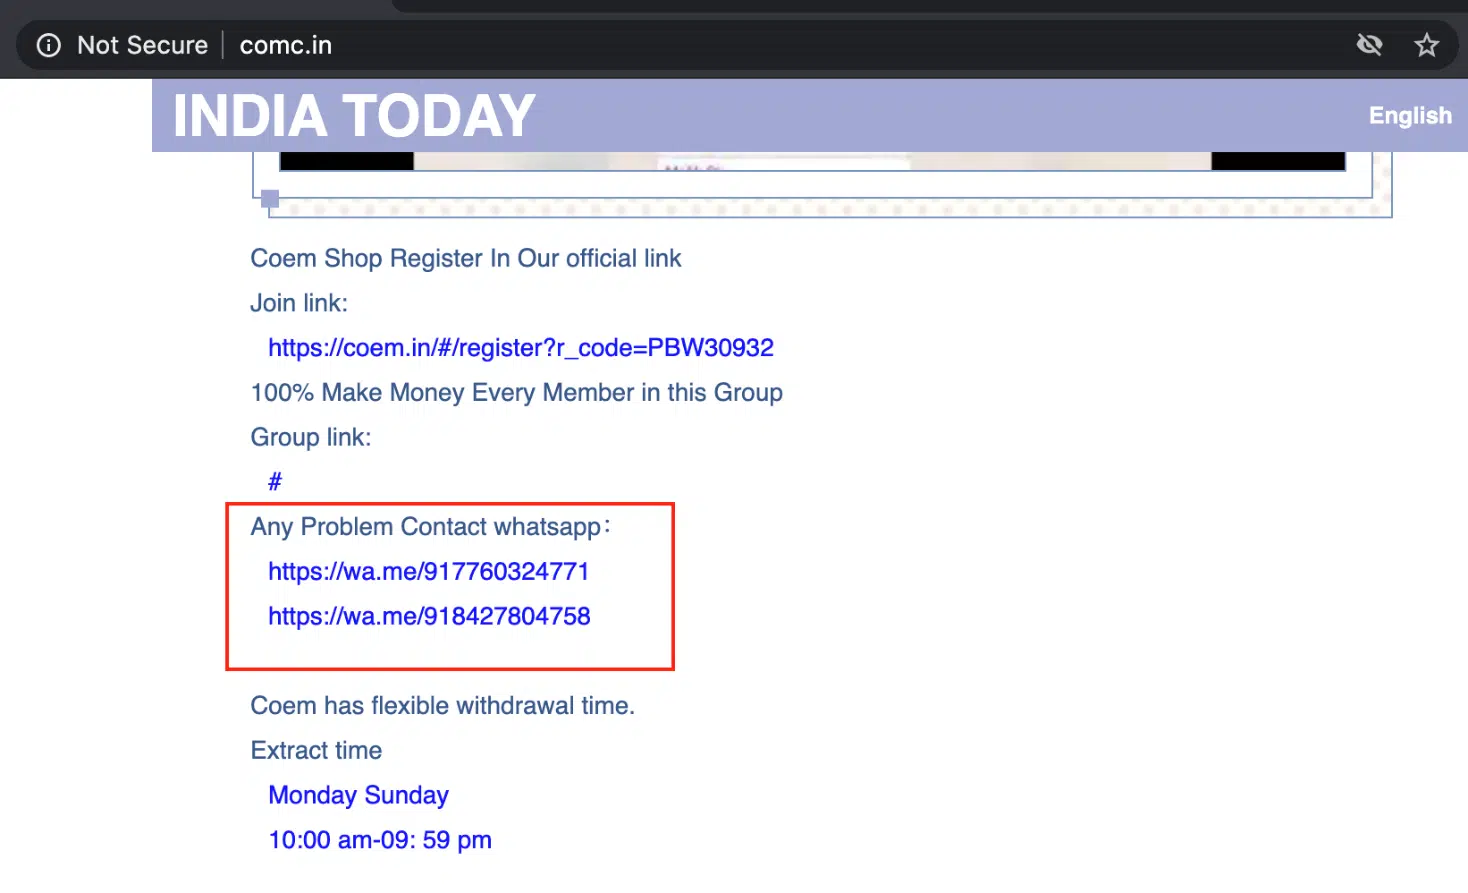 Not Secure | comc.in
INDIA TODAY
English
Coem Shop Register In Our official link
Join link:
https://coem.in/#/register?r_code=PBW30932
100% Make Money Every Member in this Group
Group link:
#
Any Problem Contact whatsapp：
https://wa.me/917760324771
https://wa.me/918427804758
Coem has flexible withdrawal time.
Extract time
Monday Sunday
10:00 am-09: 59 pm